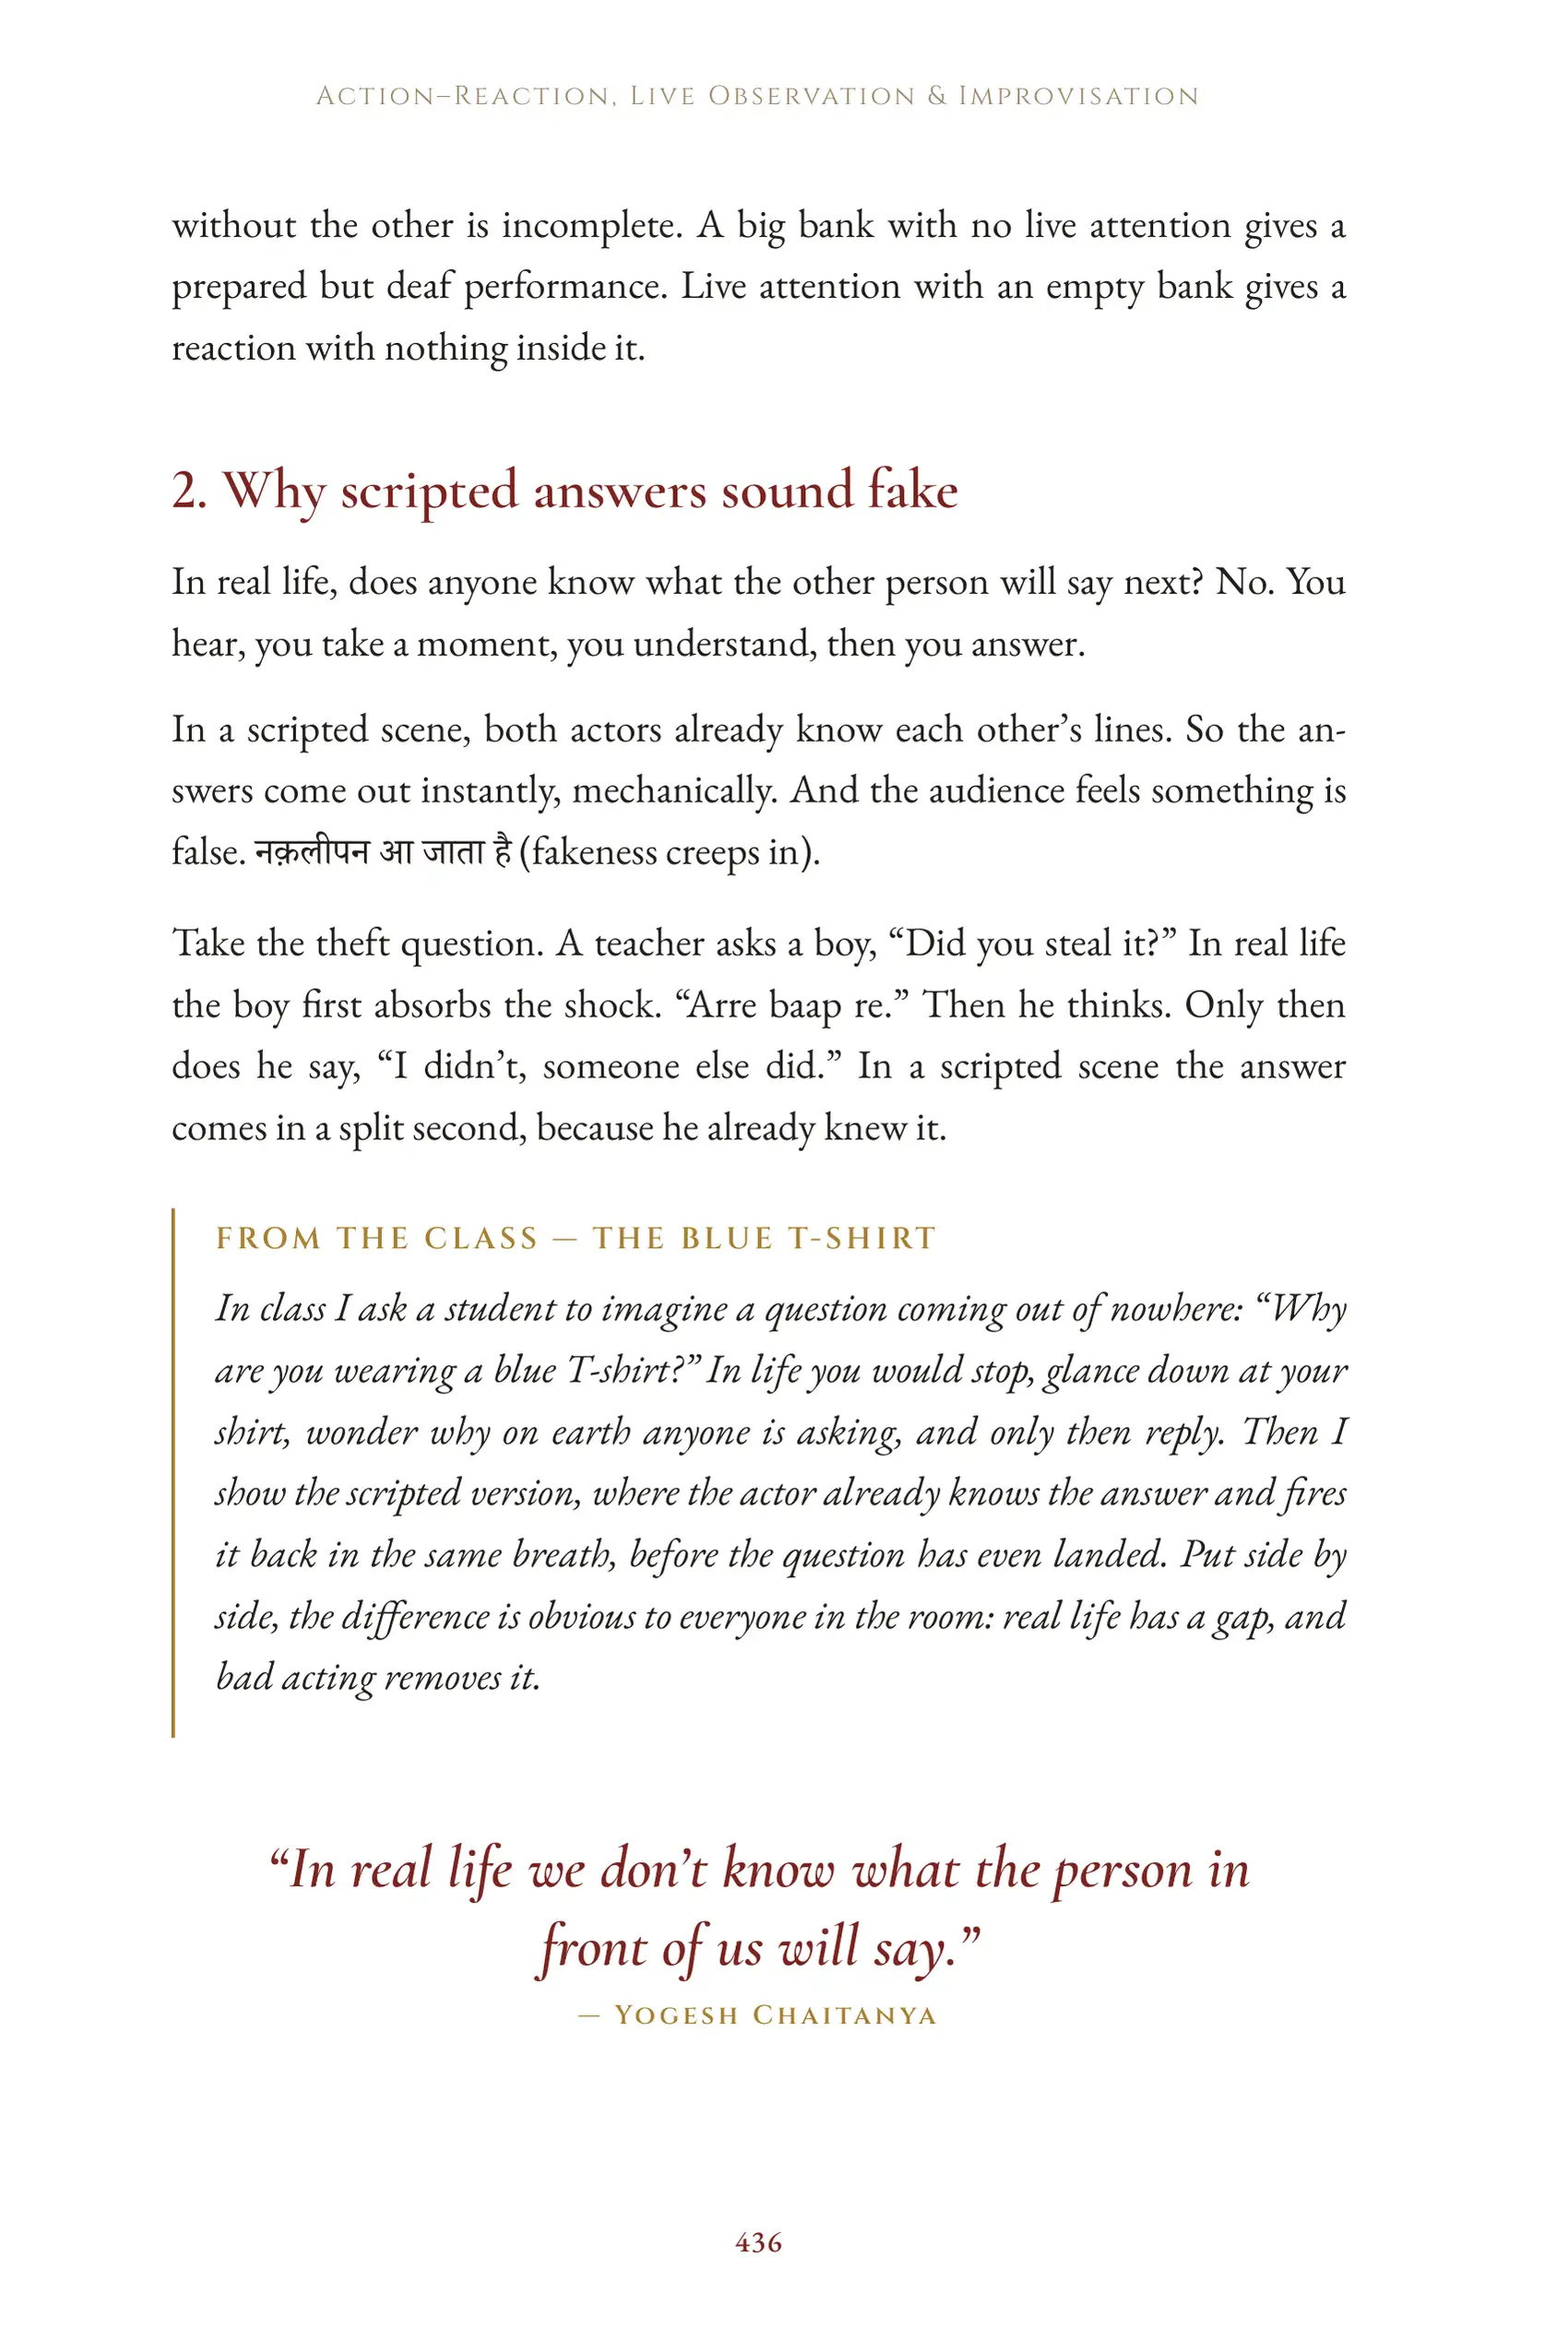 Action–Reaction, Live Observation & Improvisation
without the other is incomplete. A big bank with no live attention gives a
prepared but deaf performance. Live attention with an empty bank gives a
reaction with nothing inside it.
2. Why scripted answers sound fake
In real life, does anyone know what the other person will say next? No. You
hear, you take a moment, you understand, then you answer.
In a scripted scene, both actors already know each other’s lines. So the an-
swers come out instantly, mechanically. And the audience feels something is
false. नक़लीपन आ जाता है (fakeness creeps in).
Take the theft question. A teacher asks a boy, “Did you steal it?” In real life
the boy first absorbs the shock. “Arre baap re.” Then he thinks. Only then
does he say, “I didn’t, someone else did.” In a scripted scene the answer
comes in a split second, because he already knew it.
FROM THE CLASS — THE BLUE T-SHIRT
In class I ask a student to imagine a question coming out of nowhere: “Why
are you wearing a blue T-shirt?” In life you would stop, glance down at your
shirt, wonder why on earth anyone is asking, and only then reply. Then I
show the scripted version, where the actor already knows the answer and fires
it back in the same breath, before the question has even landed. Put side by
side, the difference is obvious to everyone in the room: real life has a gap, and
bad acting removes it.
“In real life we don’t know what the person in
front of us will say.”
— Yogesh Chaitanya
436